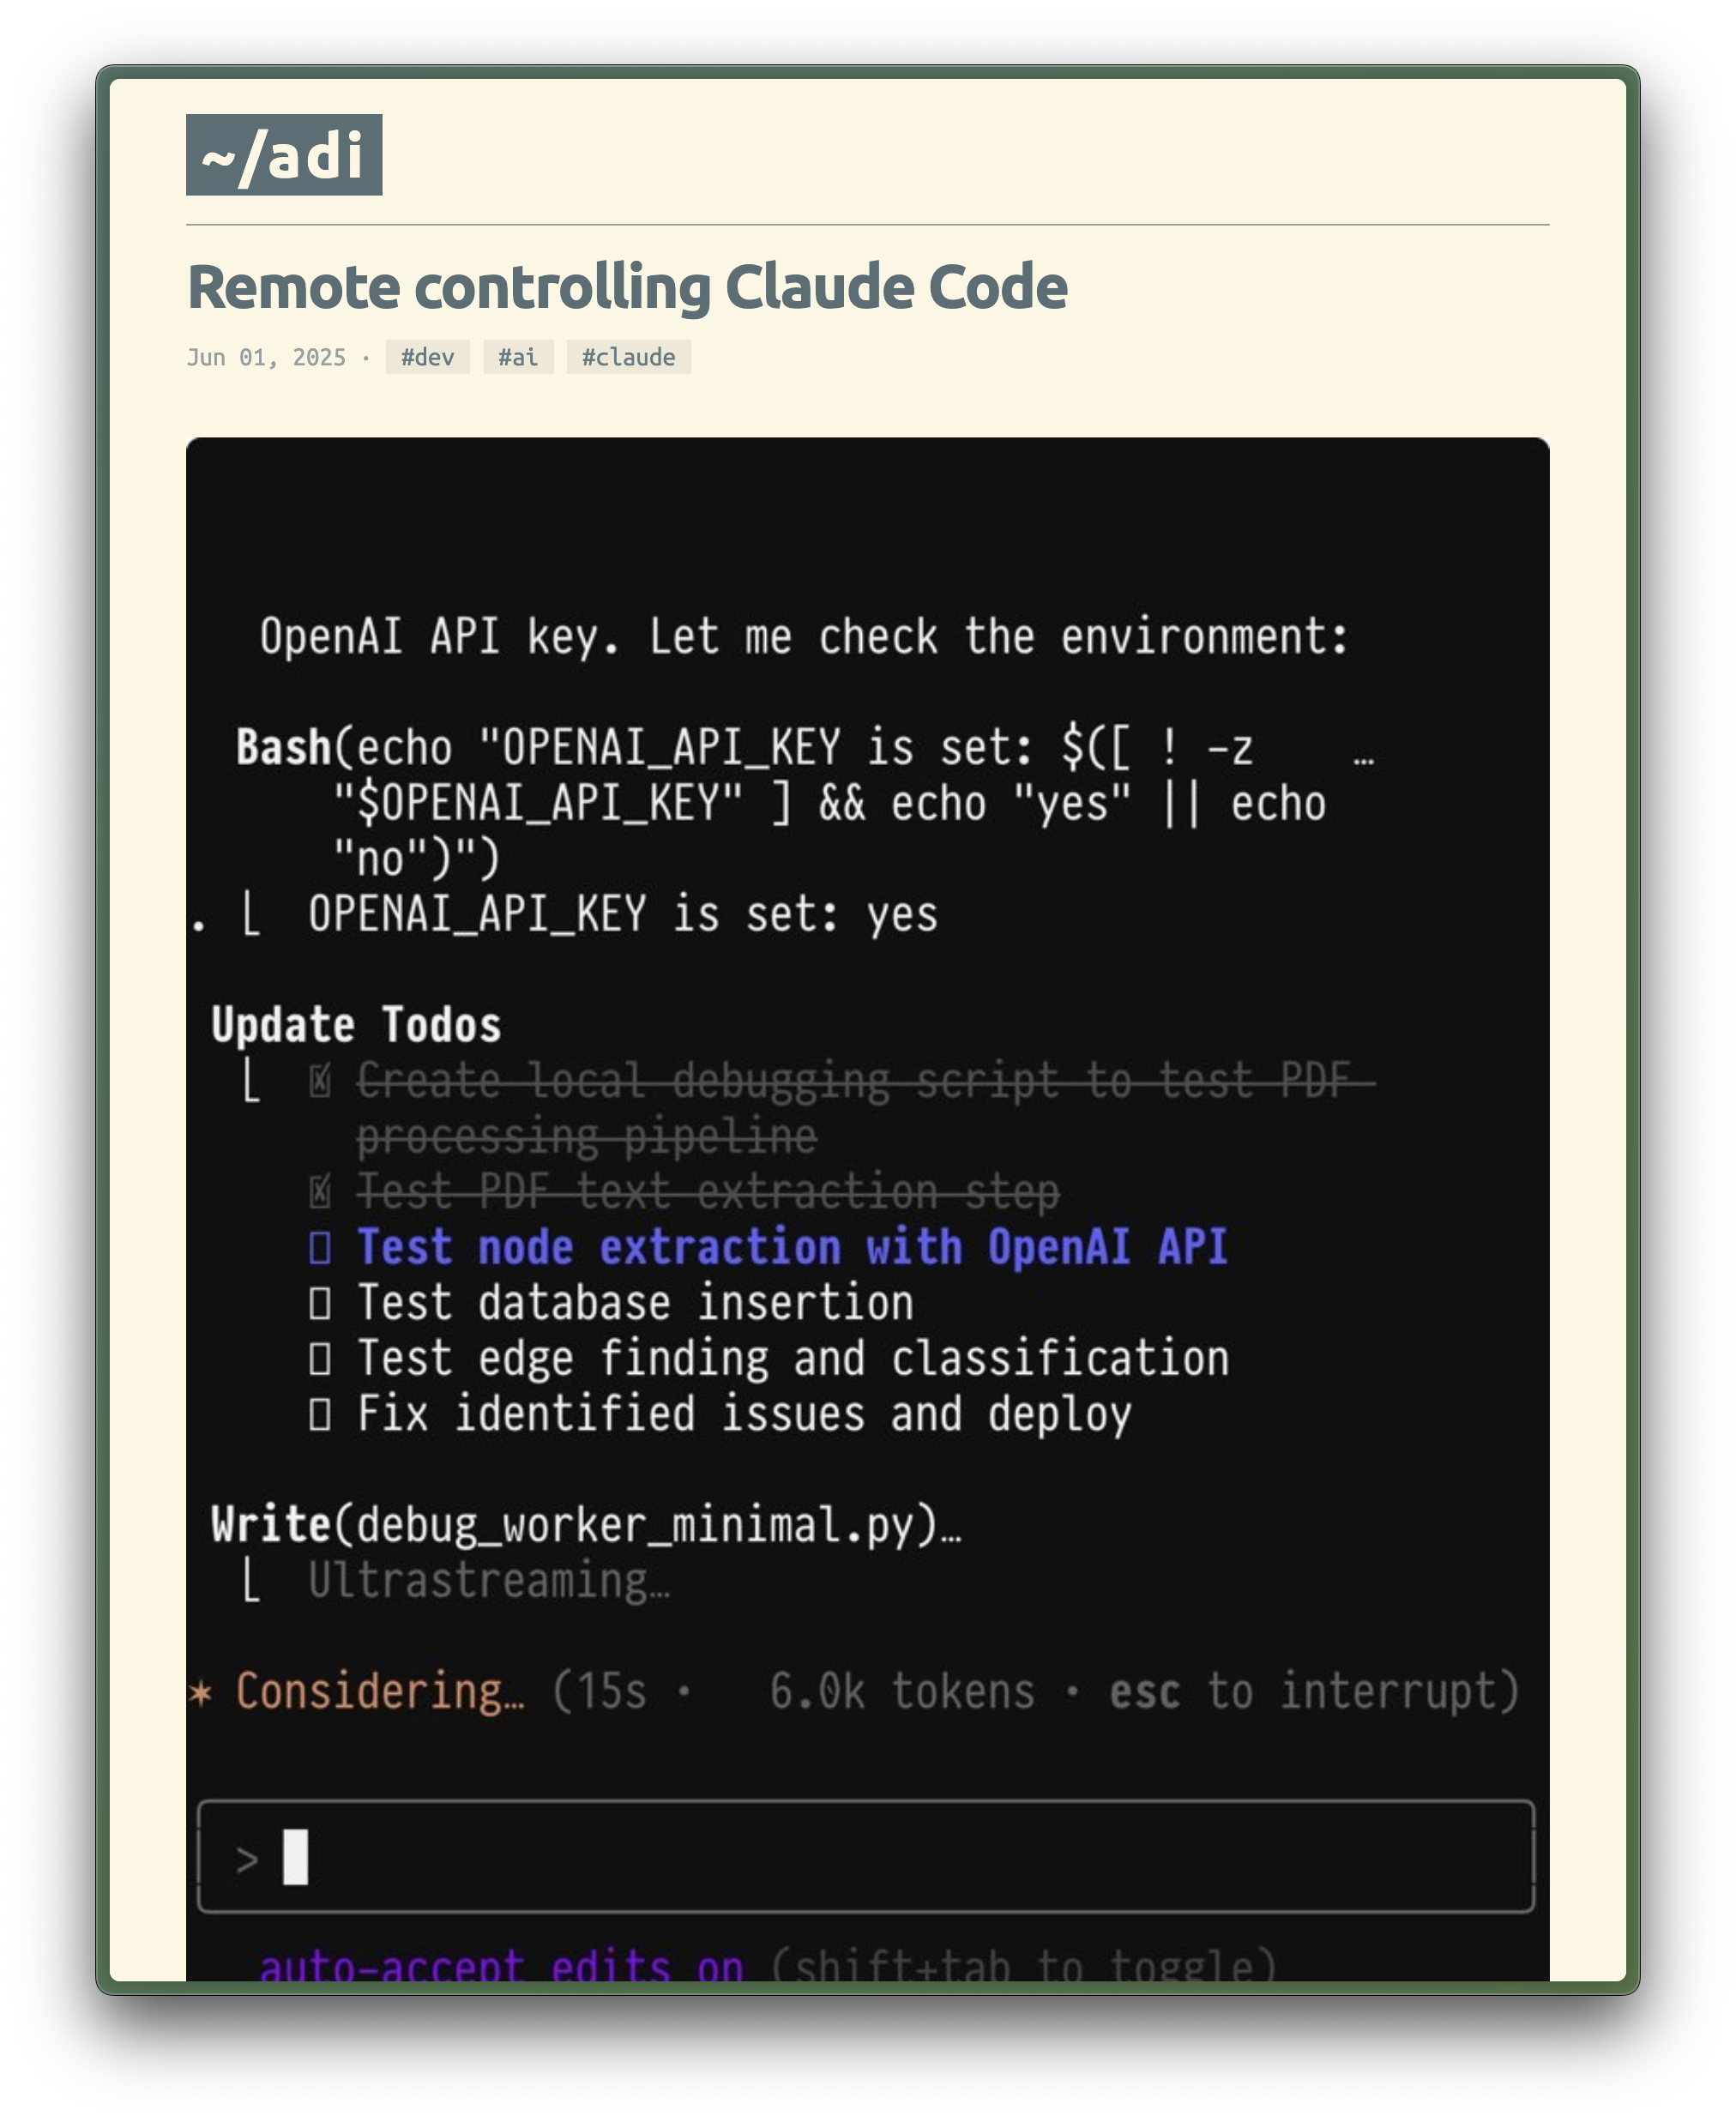 ~/adi
Remote controlling Claude Code
Jun 01, 2025 · #dev #ai #claude
OpenAI API key. Let me check the environment:
Bash(echo "OPENAI_API_KEY is set: $([ ! -z …
"$OPENAI_API_KEY" ] && echo "yes" || echo
"no")")
. ⎣ OPENAI_API_KEY is set: yes
Update Todos
⎣ ☒ Create local debugging script to test PDF
processing pipeline
☒ Test PDF text extraction step
☐ Test node extraction with OpenAI API
☐ Test database insertion
☐ Test edge finding and classification
☐ Fix identified issues and deploy
Write(debug_worker_minimal.py)…
⎣ Ultrastreaming…
✶ Considering… (15s · 6.0k tokens · esc to interrupt)
>
auto-accept edits on (shift+tab to toggle)